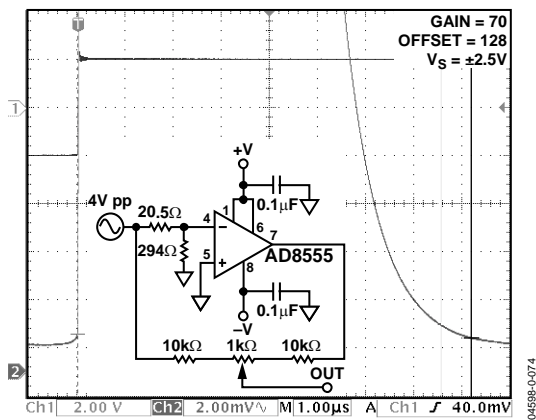 T
GAIN = 70
OFFSET = 128
VS = ±2.5V
1
+V
4V pp
20.5Ω
0.1µF
1
6
4
7
294Ω
5
AD8555
8
0.1µF
–V
10kΩ
1kΩ
10kΩ
OUT
2
Ch1 2.00 V Ch2 2.00mV∿ M 1.00µs A Ch1 ƒ 40.0mV
04598-0-074